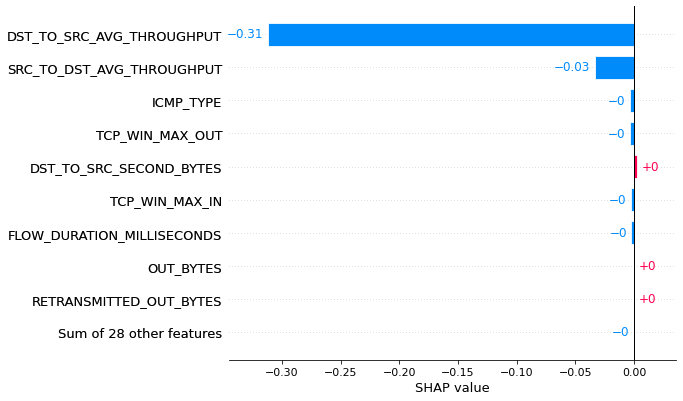 DST_TO_SRC_AVG_THROUGHPUT −0.31
SRC_TO_DST_AVG_THROUGHPUT −0.03
ICMP_TYPE −0
TCP_WIN_MAX_OUT −0
DST_TO_SRC_SECOND_BYTES +0
TCP_WIN_MAX_IN −0
FLOW_DURATION_MILLISECONDS −0
OUT_BYTES +0
RETRANSMITTED_OUT_BYTES +0
Sum of 28 other features −0
−0.30 −0.25 −0.20 −0.15 −0.10 −0.05 0.00
SHAP value